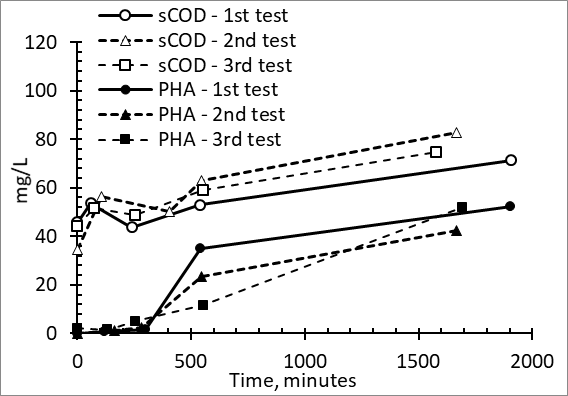 sCOD - 1st test
sCOD - 2nd test
sCOD - 3rd test
PHA - 1st test
PHA - 2nd test
PHA - 3rd test
120
100
80
60
40
20
0
mg/L
0 500 1000 1500 2000
Time, minutes